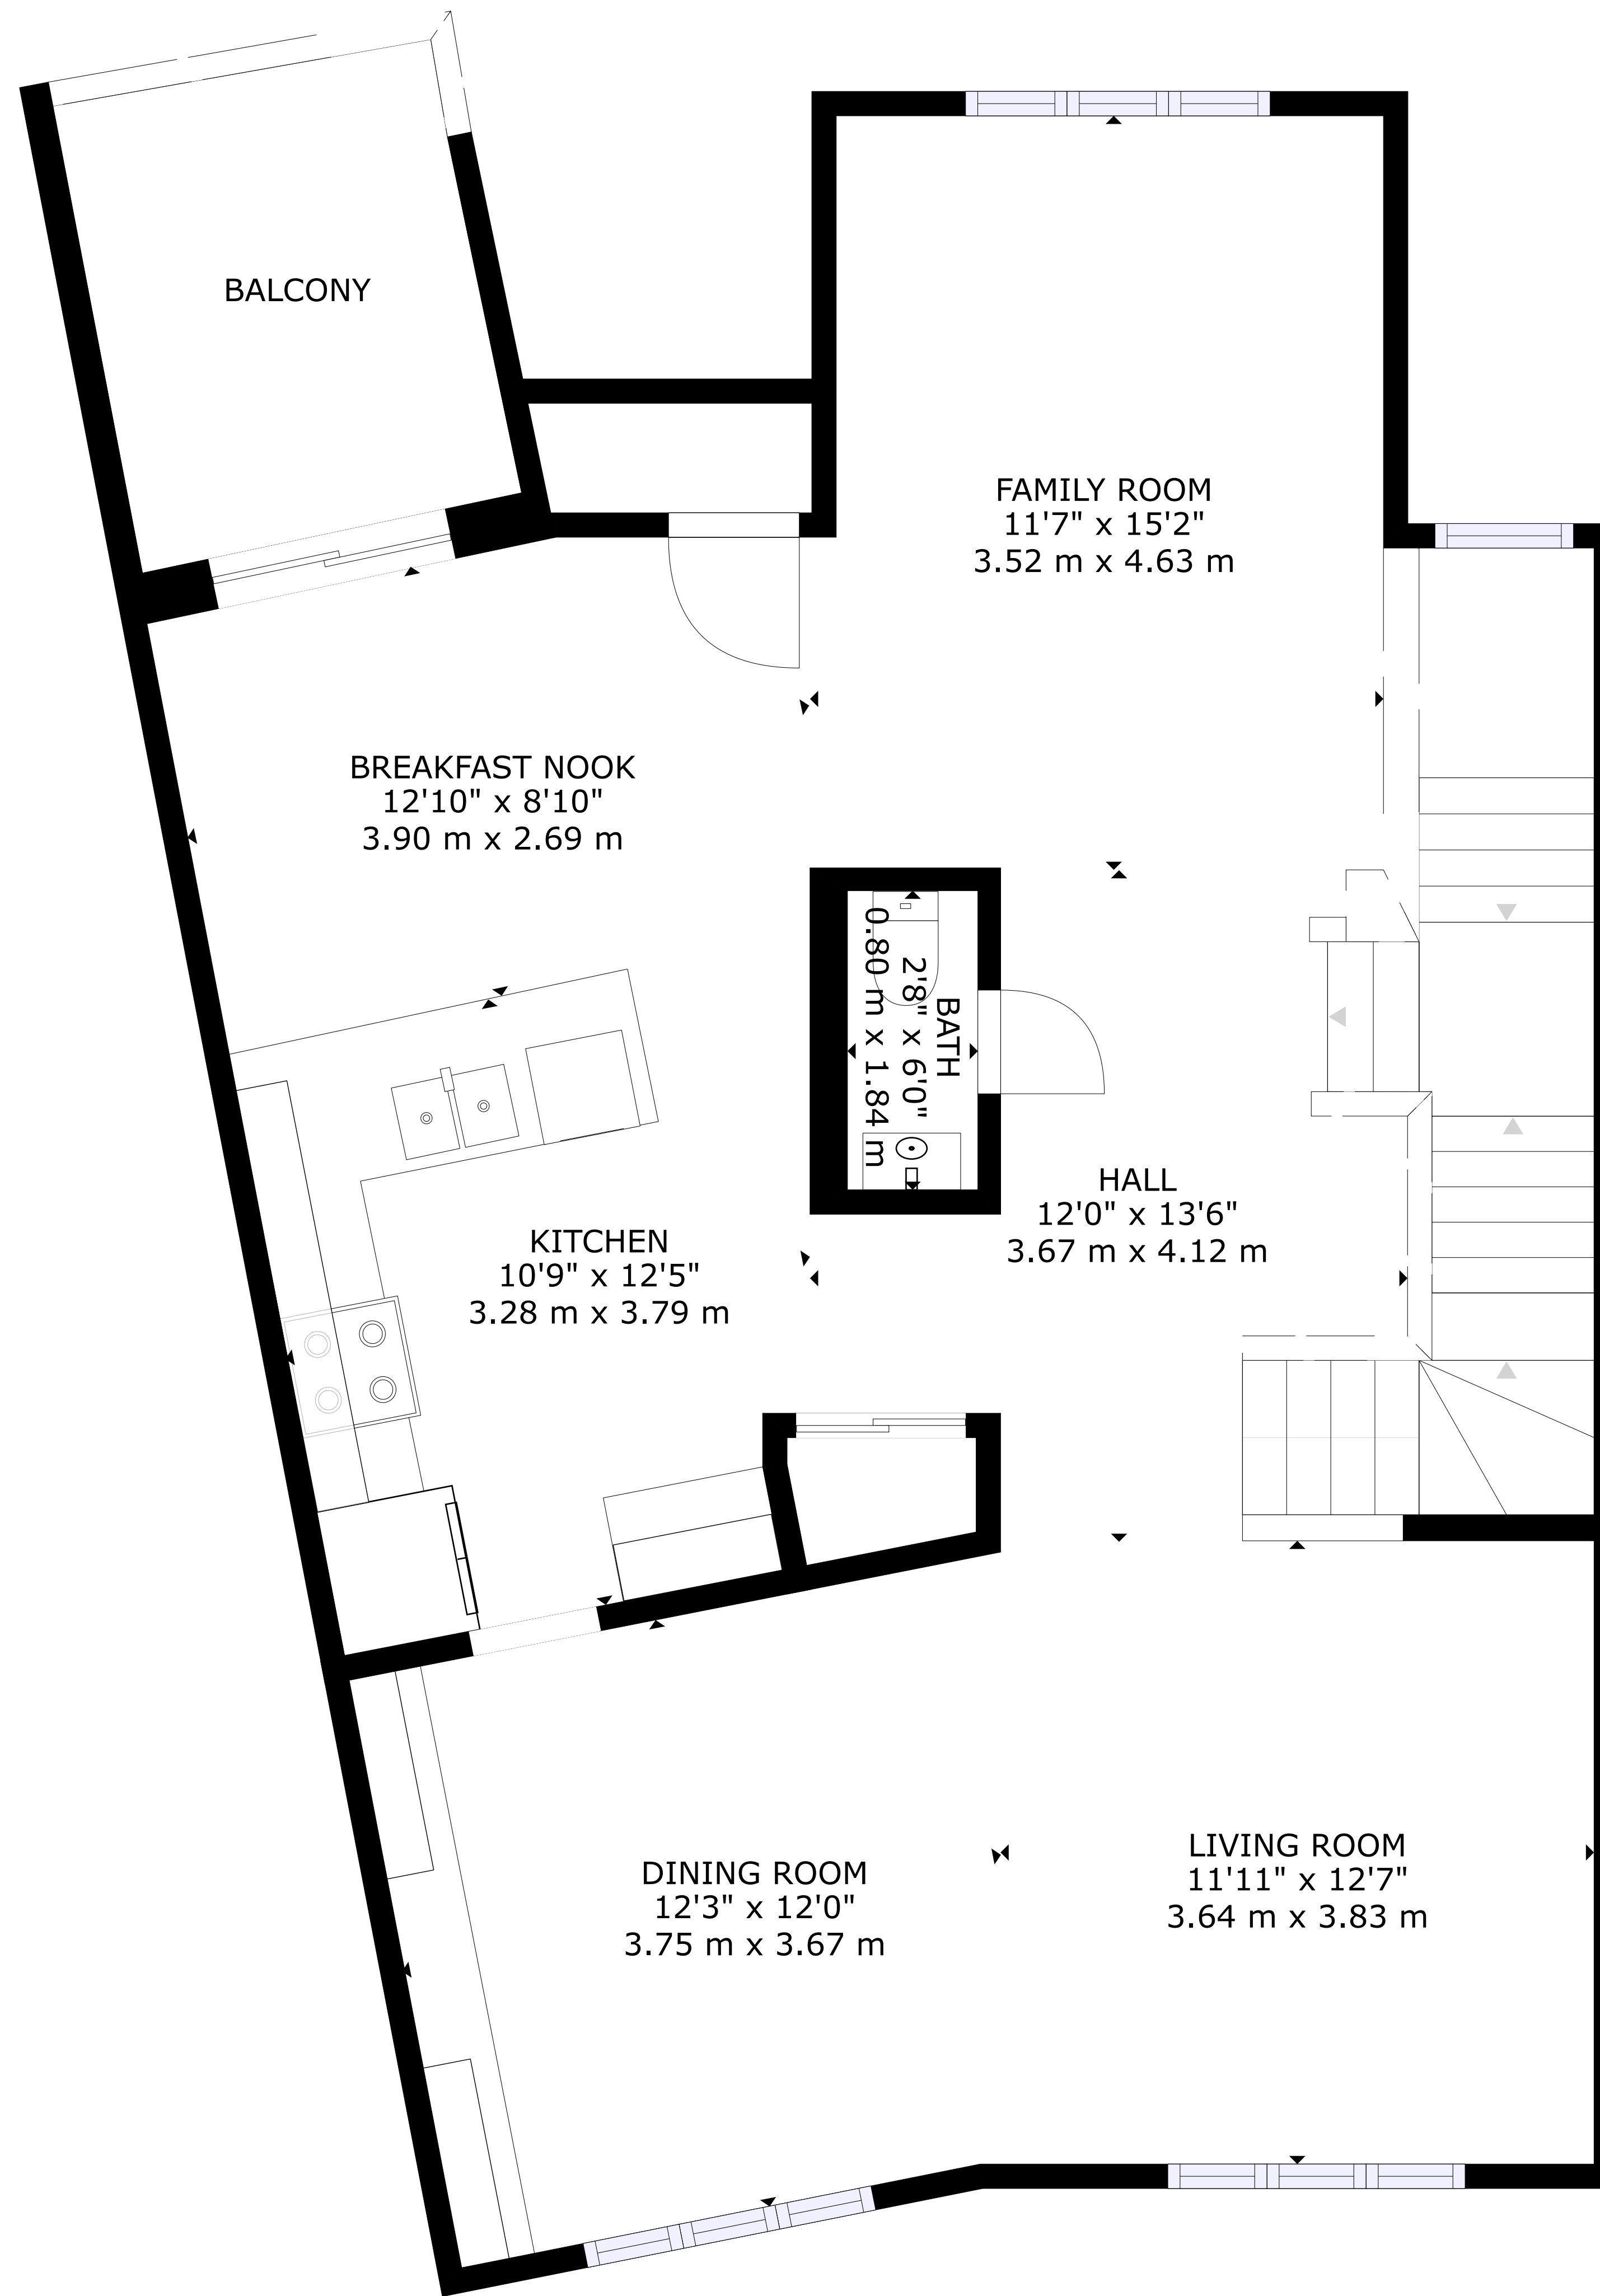 BALCONY
FAMILY ROOM
11'7" x 15'2"
3.52 m x 4.63 m
BREAKFAST NOOK
12'10" x 8'10"
3.90 m x 2.69 m
BATH
2'8" x 6'0"
0.80 m x 1.84 m
HALL
12'0" x 13'6"
3.67 m x 4.12 m
KITCHEN
10'9" x 12'5"
3.28 m x 3.79 m
LIVING ROOM
11'11" x 12'7"
3.64 m x 3.83 m
DINING ROOM
12'3" x 12'0"
3.75 m x 3.67 m